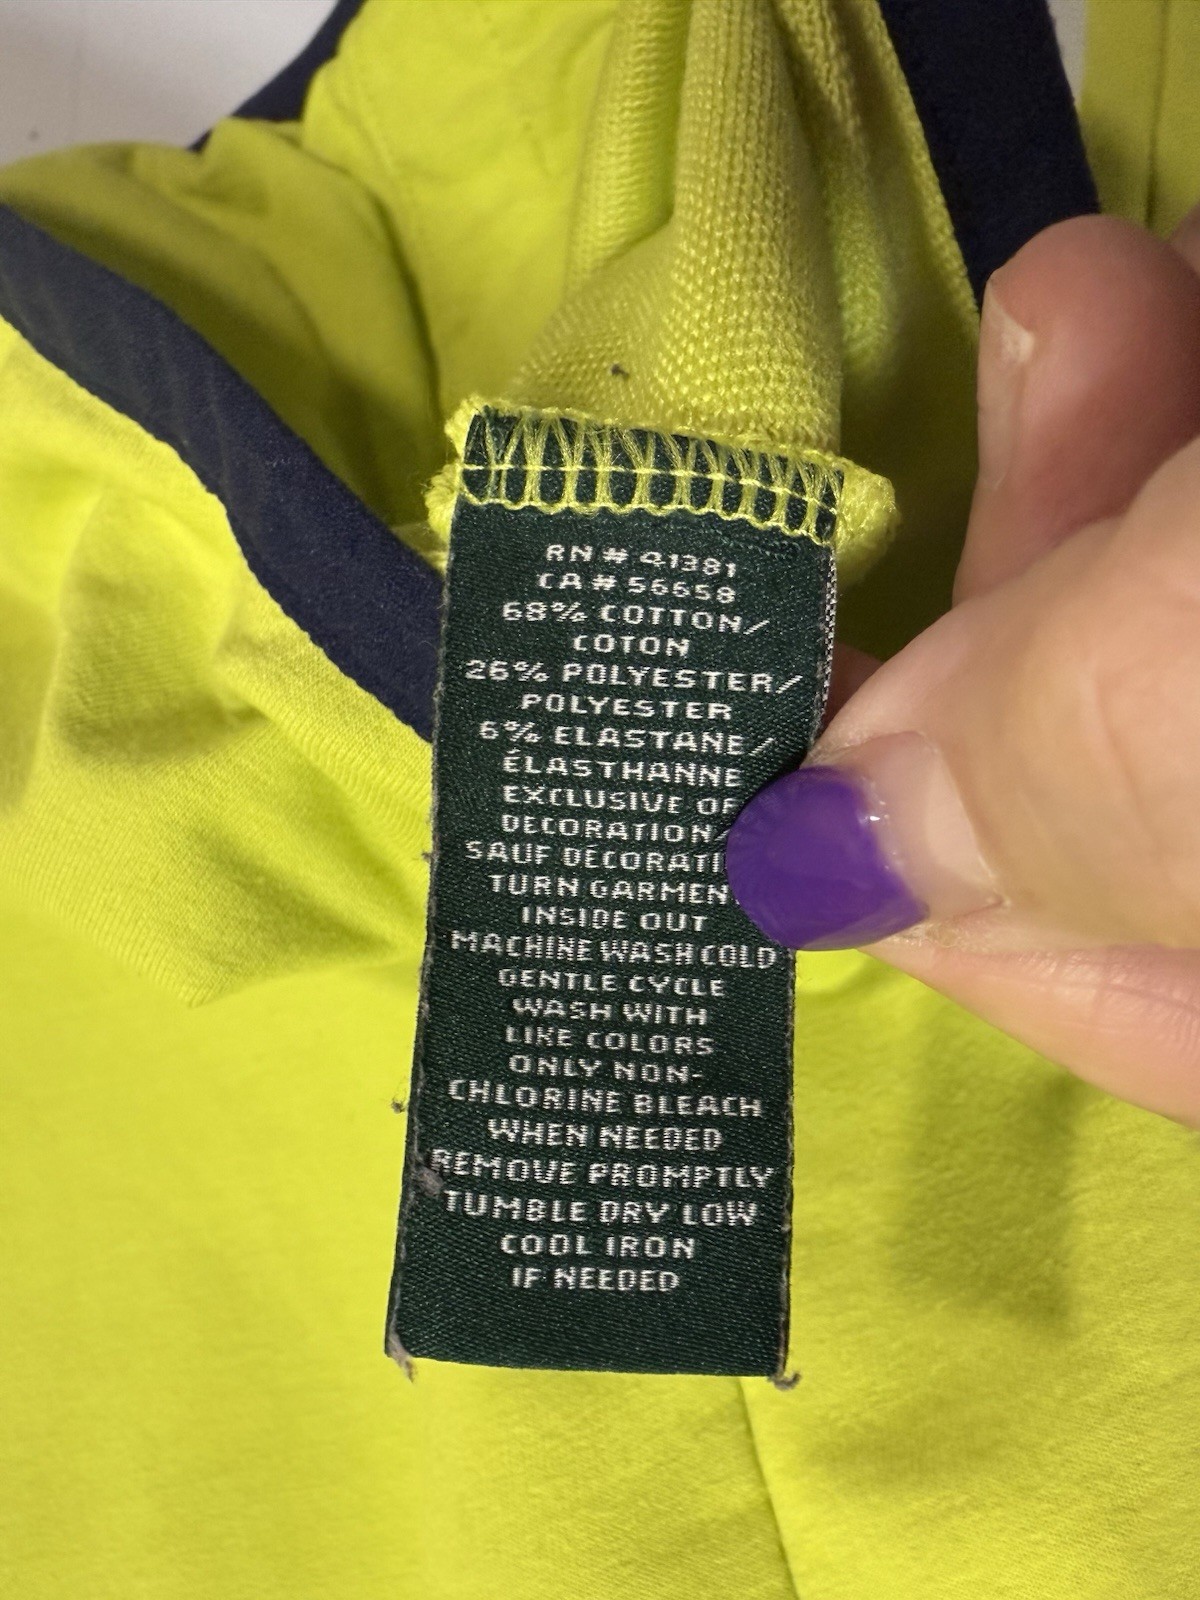 RN # 41381
CA # 56658
68% COTTON/
COTON
26% POLYESTER/
POLYESTER
6% ELASTANE/
ÉLASTHANNE
EXCLUSIVE OF
DECORATION/
SAUF DÉCORATI
TURN GARMEN
INSIDE OUT
MACHINE WASH COLD
GENTLE CYCLE
WASH WITH
LIKE COLORS
ONLY NON-
CHLORINE BLEACH
WHEN NEEDED
REMOVE PROMPTLY
TUMBLE DRY LOW
COOL IRON
IF NEEDED